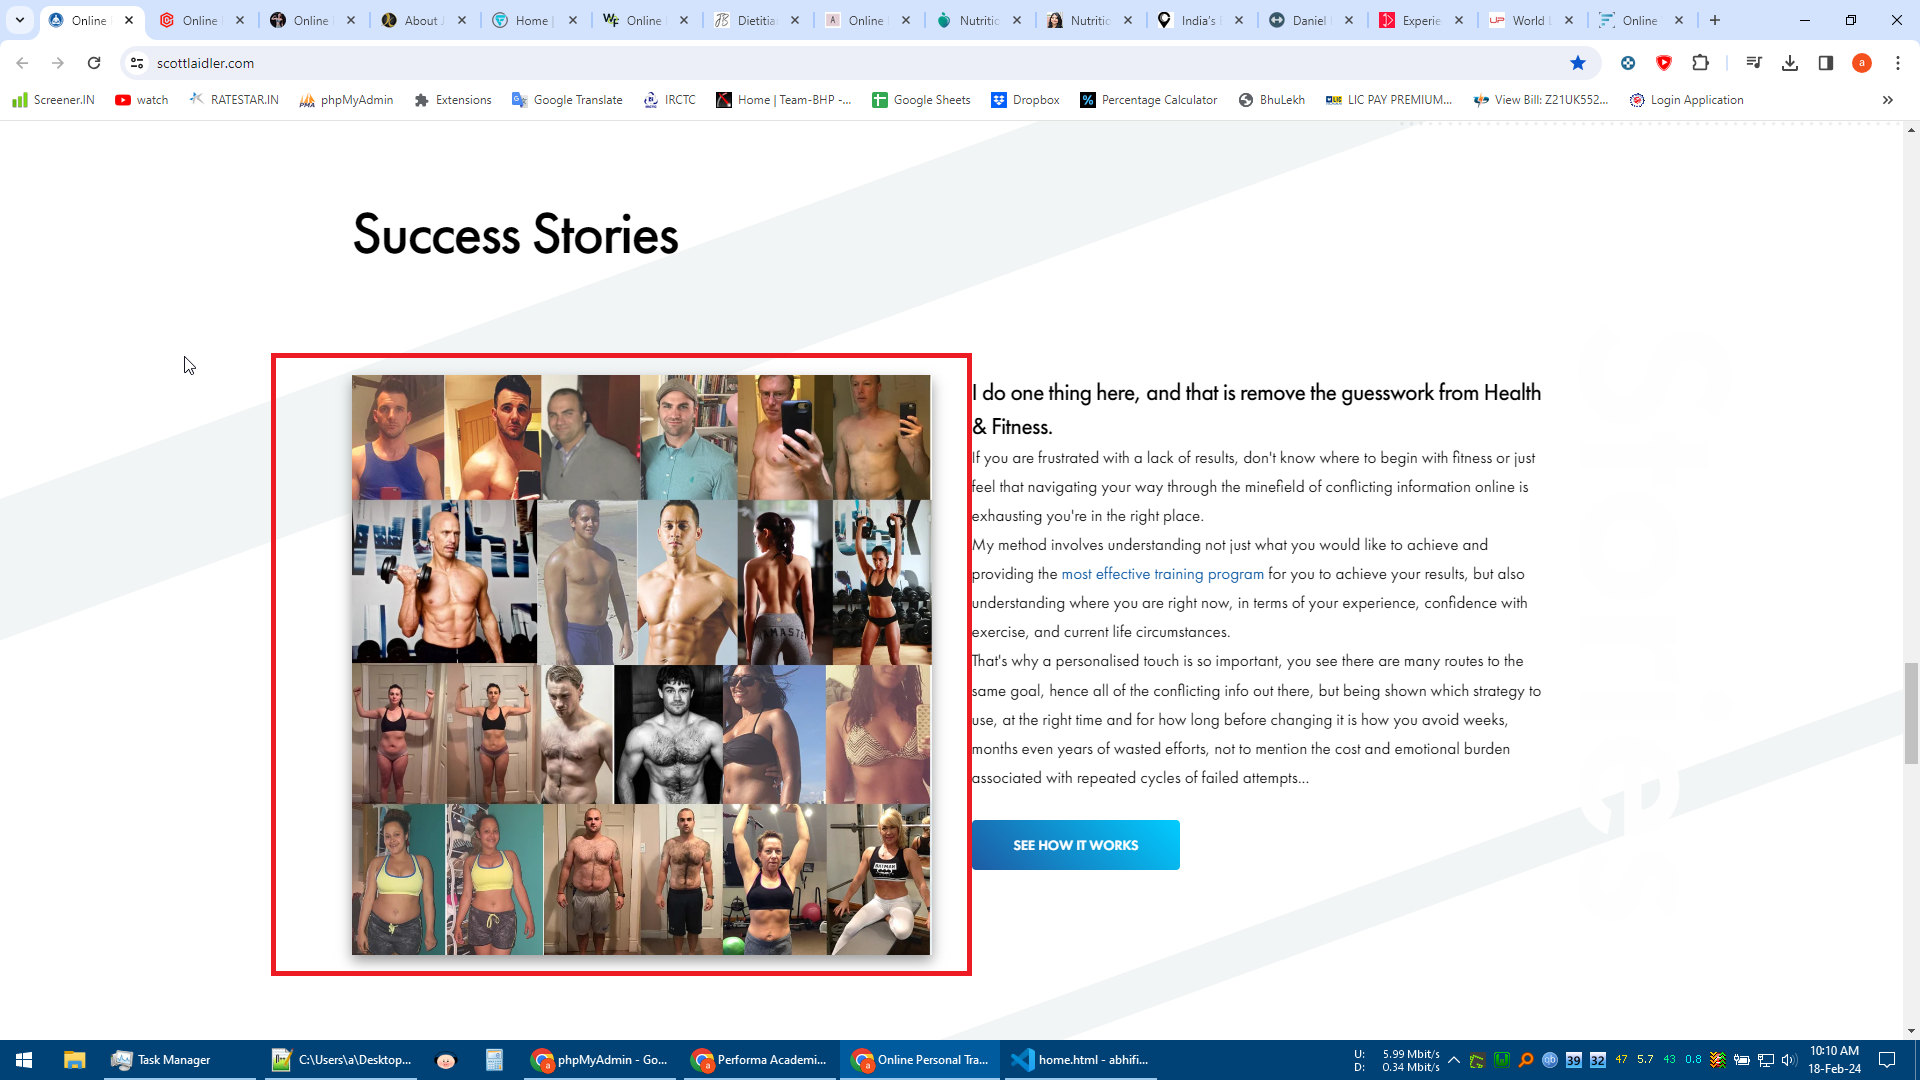 Online
Online
Online
About J
Home |
Online
Dietitia
Online
Nutritio
Nutritio
India's
Daniel
Experie
World
Online
scottlaidler.com
Screener.IN
watch
RATESTAR.IN
phpMyAdmin
Extensions
Google Translate
IRCTC
Home | Team-BHP -...
Google Sheets
Dropbox
Percentage Calculator
BhuLekh
LIC PAY PREMIUM...
View Bill: Z21UK552...
Login Application
Success Stories
I do one thing here, and that is remove the guesswork from Health
& Fitness.
If you are frustrated with a lack of results, don't know where to begin with fitness or just
feel that navigating your way through the minefield of conflicting information online is
exhausting you're in the right place.
My method involves understanding not just what you would like to achieve and
providing the most effective training program for you to achieve your results, but also
understanding where you are right now, in terms of your experience, confidence with
exercise, and current life circumstances.
That's why a personalised touch is so important, you see there are many routes to the
same goal, hence all of the conflicting info out there, but being shown which strategy to
use, at the right time and for how long before changing it is how you avoid weeks,
months even years of wasted efforts, not to mention the cost and emotional burden
associated with repeated cycles of failed attempts...
SEE HOW IT WORKS
Task Manager
C:\Users\a\Desktop...
phpMyAdmin - Go...
Performa Academi...
Online Personal Tra...
home.html - abhifi...
U: 5.99 Mbit/s
D: 0.34 Mbit/s
39
32
47
5.7
43
0.8
10:10 AM
18-Feb-24